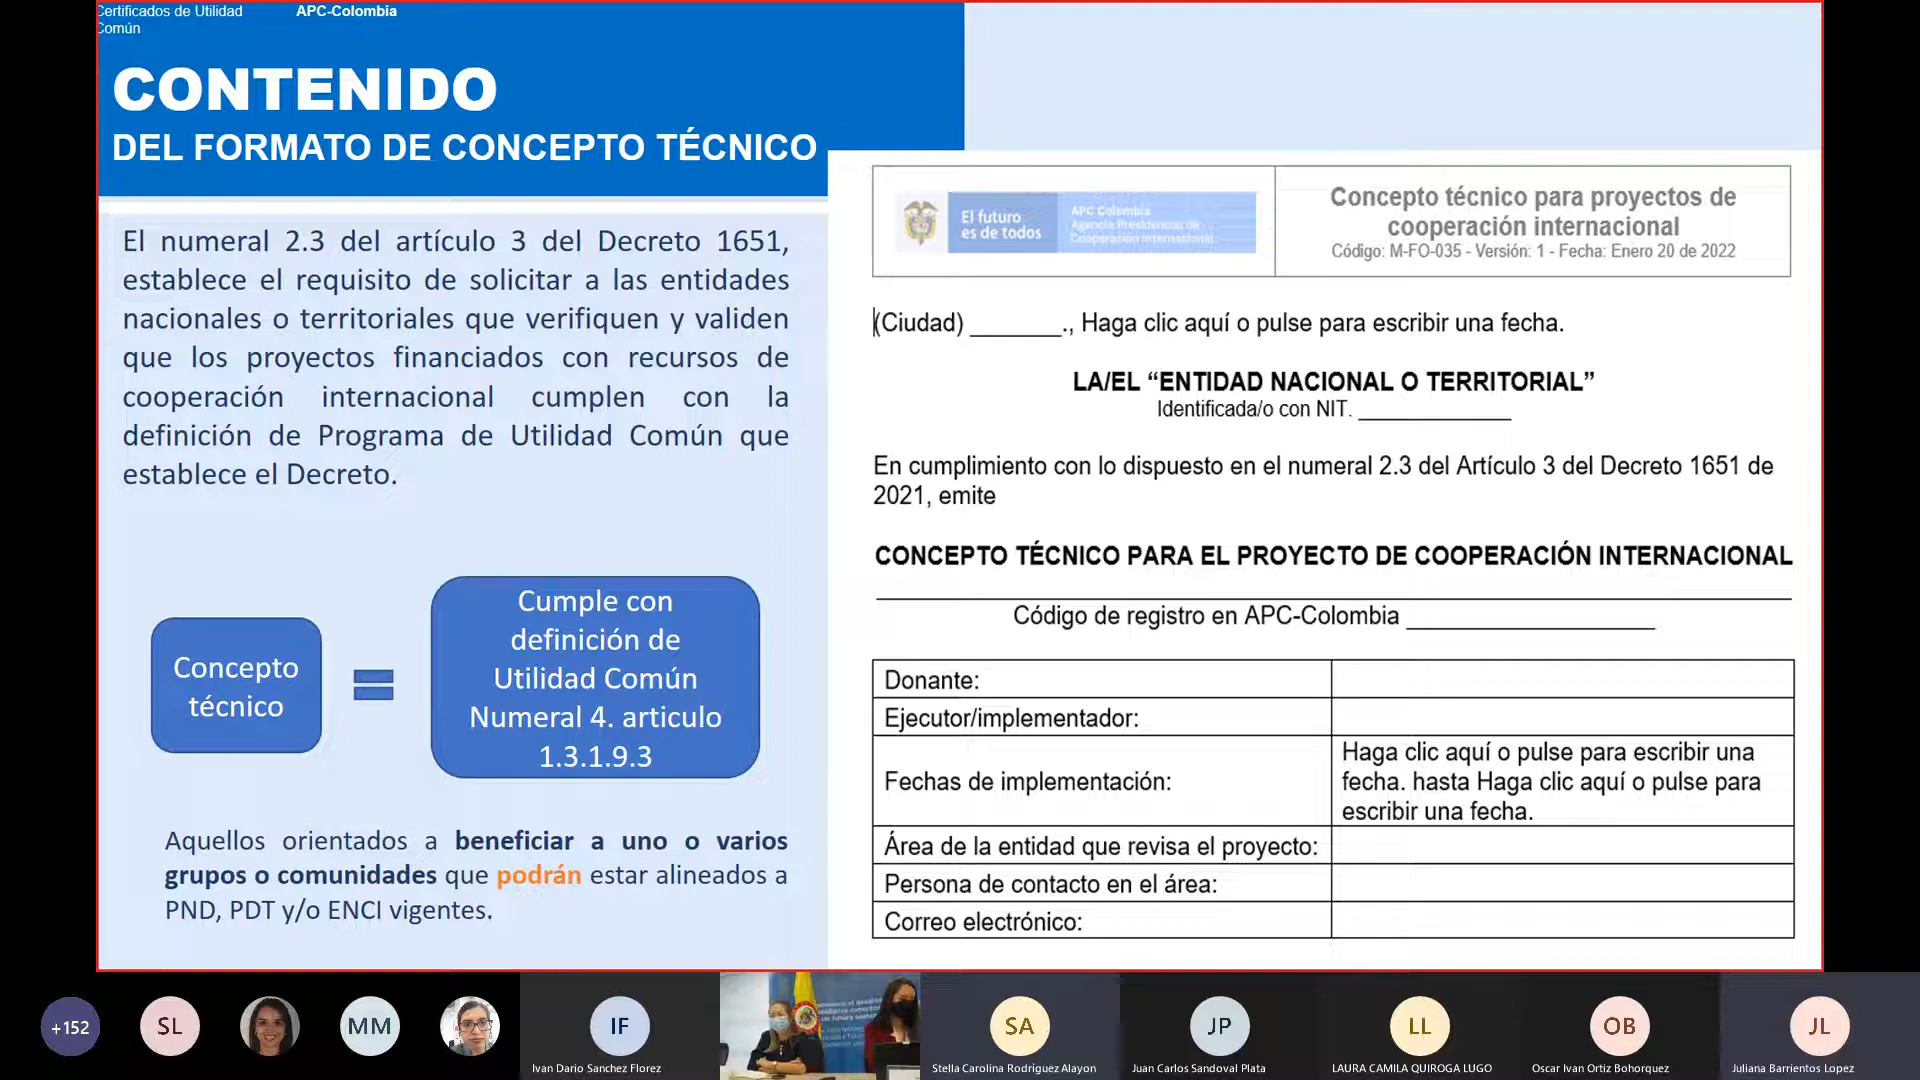 Certificados de Utilidad
Común
APC-Colombia
CONTENIDO
DEL FORMATO DE CONCEPTO TÉCNICO
El numeral 2.3 del artículo 3 del Decreto 1651,
establece el requisito de solicitar a las entidades
nacionales o territoriales que verifiquen y validen
que los proyectos financiados con recursos de
cooperación internacional cumplen con la
definición de Programa de Utilidad Común que
establece el Decreto.
Concepto
técnico
=
Cumple con
definición de
Utilidad Común
Numeral 4. articulo
1.3.1.9.3
Aquellos orientados a beneficiar a uno o varios
grupos o comunidades que podrán estar alineados a
PND, PDT y/o ENCI vigentes.
El futuro
es de todos
APC Colombia
Agencia Presidencial de
Cooperación Internacional
Concepto técnico para proyectos de
cooperación internacional
Código: M-FO-035 - Versión: 1 - Fecha: Enero 20 de 2022
(Ciudad) _______., Haga clic aquí o pulse para escribir una fecha.
LA/EL “ENTIDAD NACIONAL O TERRITORIAL”
Identificada/o con NIT. _____________
En cumplimiento con lo dispuesto en el numeral 2.3 del Artículo 3 del Decreto 1651 de
2021, emite
CONCEPTO TÉCNICO PARA EL PROYECTO DE COOPERACIÓN INTERNACIONAL
Código de registro en APC-Colombia ___________________
Donante:
Ejecutor/implementador:
Fechas de implementación:
Haga clic aquí o pulse para escribir una
fecha. hasta Haga clic aquí o pulse para
escribir una fecha.
Área de la entidad que revisa el proyecto:
Persona de contacto en el área:
Correo electrónico:
+152
SL
MM
IF
SA
JP
LL
OB
JL
Ivan Dario Sanchez Florez
Stella Carolina Rodriguez Alayon
Juan Carlos Sandoval Plata
LAURA CAMILA QUIROGA LUGO
Oscar Ivan Ortiz Bohorquez
Juliana Barrientos Lopez